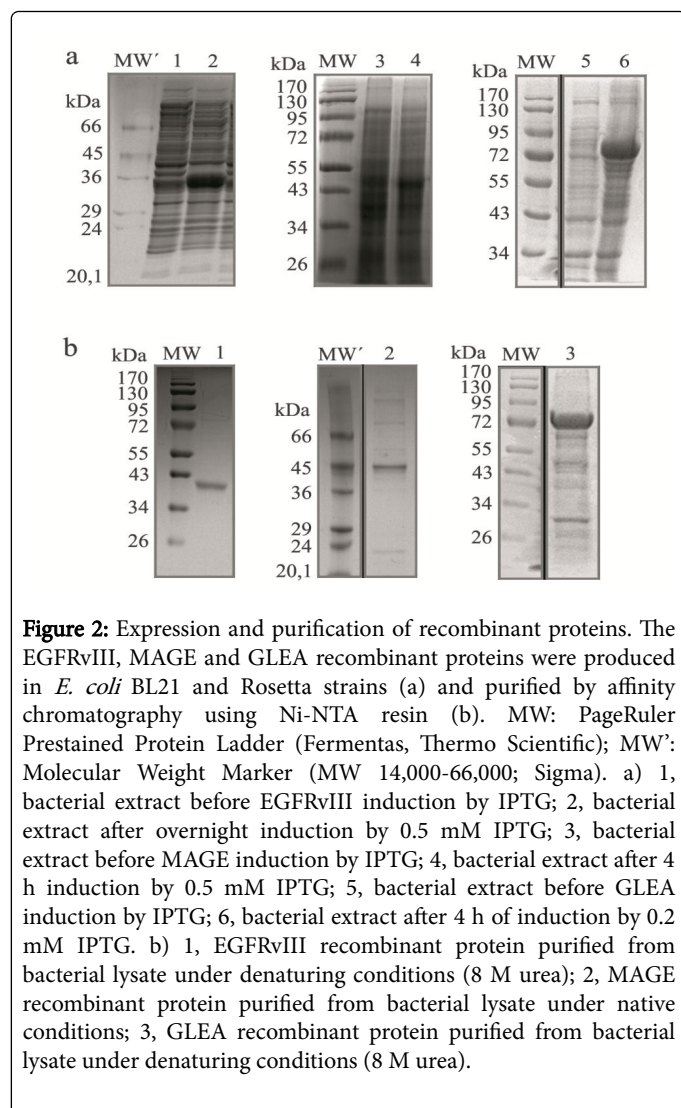 a
MW´ 1 2
kDa
66
45
36
29
24
20,1
kDa MW 3 4
170
130
95
72
55
43
34
26
kDa MW 5 6
170
130
95
72
55
43
34
b
kDa MW 1
170
130
95
72
55
43
34
26
MW´ 2
kDa
66
45
36
29
24
20,1
kDa MW 3
170
130
95
72
55
43
34
26
Figure 2: Expression and purification of recombinant proteins. The
EGFRvIII, MAGE and GLEA recombinant proteins were produced
in E. coli BL21 and Rosetta strains (a) and purified by affinity
chromatography using Ni-NTA resin (b). MW: PageRuler
Prestained Protein Ladder (Fermentas, Thermo Scientific); MW’:
Molecular Weight Marker (MW 14,000-66,000; Sigma). a) 1,
bacterial extract before EGFRvIII induction by IPTG; 2, bacterial
extract after overnight induction by 0.5 mM IPTG; 3, bacterial
extract before MAGE induction by IPTG; 4, bacterial extract after 4
h induction by 0.5 mM IPTG; 5, bacterial extract before GLEA
induction by IPTG; 6, bacterial extract after 4 h of induction by 0.2
mM IPTG. b) 1, EGFRvIII recombinant protein purified from
bacterial lysate under denaturing conditions (8 M urea); 2, MAGE
recombinant protein purified from bacterial lysate under native
conditions; 3, GLEA recombinant protein purified from bacterial
lysate under denaturing conditions (8 M urea).